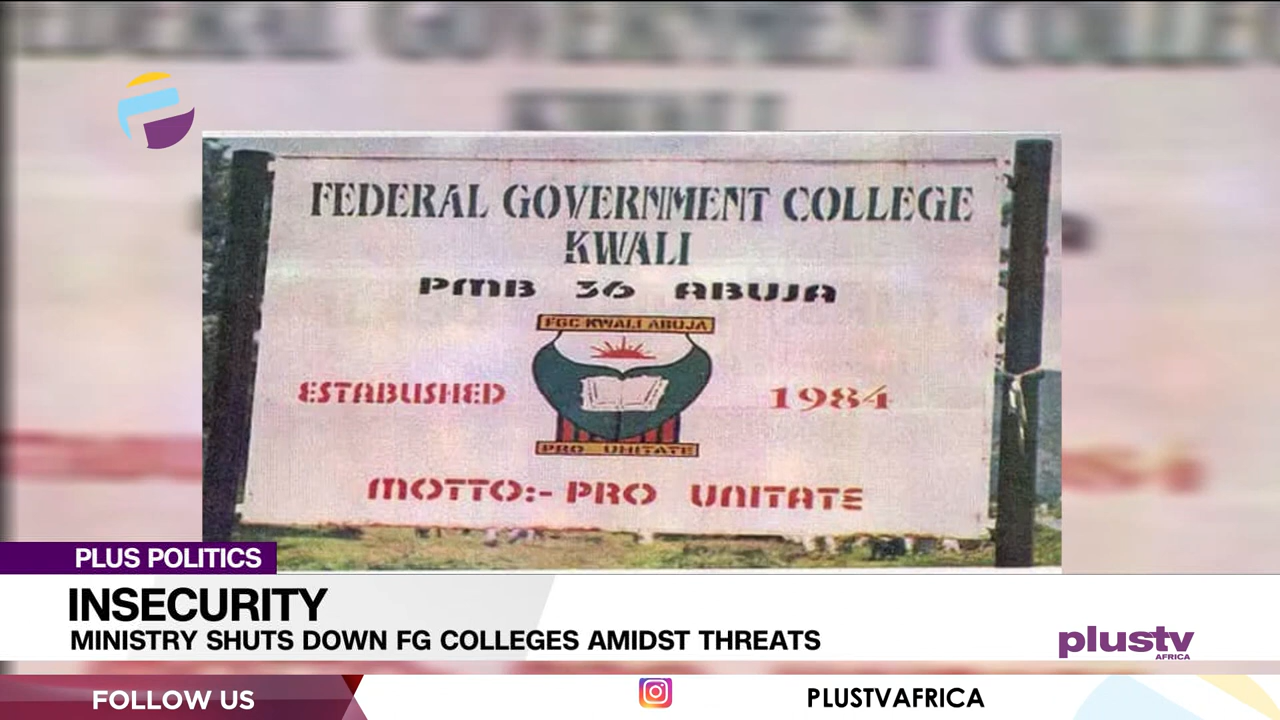 FEDERAL GOVERNMENT COLLEGE
KWALI
PMB 36 ABUJA
FGC KWALI ABUJA
ESTABLISHED 1984
PRO UNITATE
MOTTO:- PRO UNITATE
PLUS POLITICS
INSECURITY
MINISTRY SHUTS DOWN FG COLLEGES AMIDST THREATS
plustv
AFRICA
FOLLOW US PLUSTVAFRICA